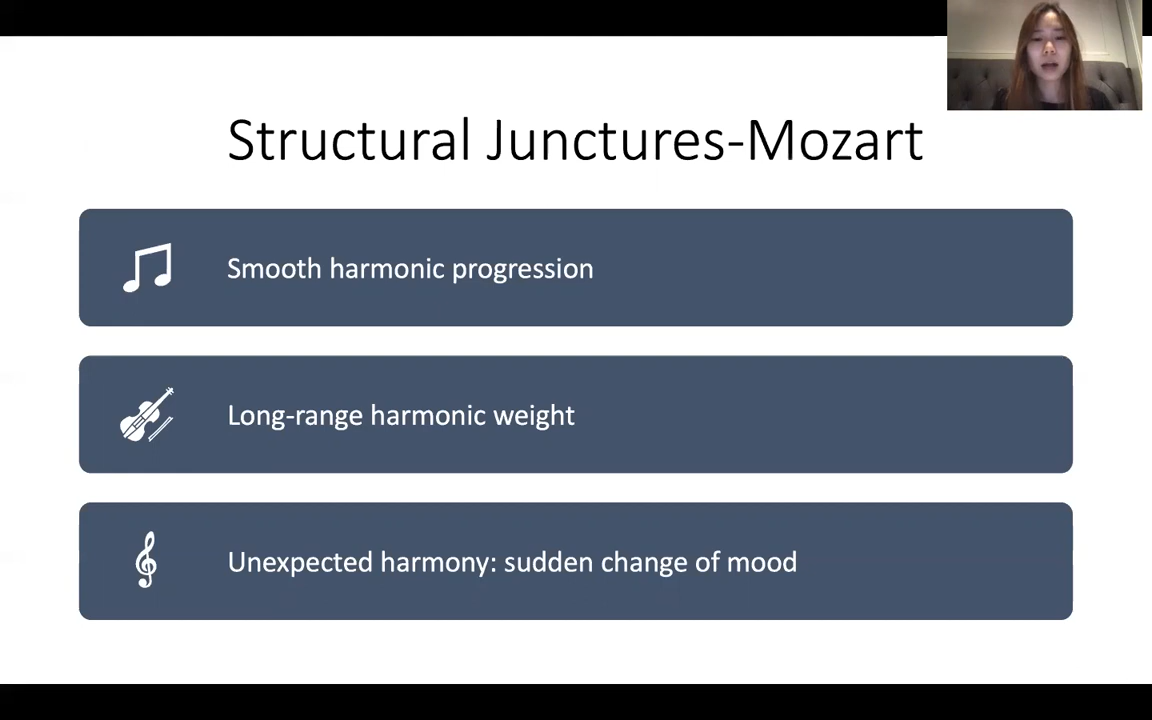 Structural Junctures-Mozart
Smooth harmonic progression
Long-range harmonic weight
Unexpected harmony: sudden change of mood